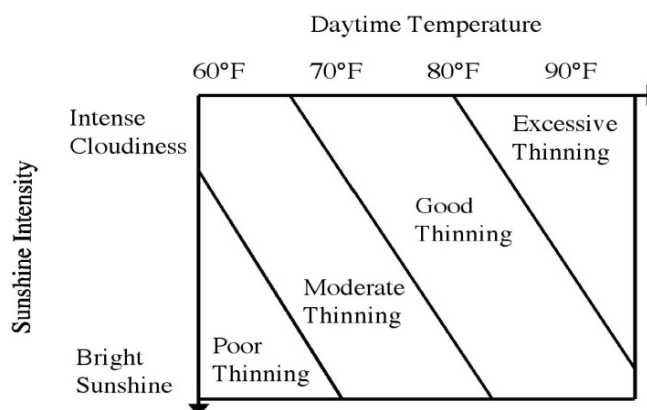 Daytime Temperature
60°F 70°F 80°F 90°F
Intense
Cloudiness
Excessive
Thinning
Sunshine Intensity
Good
Thinning
Moderate
Thinning
Poor
Thinning
Bright
Sunshine